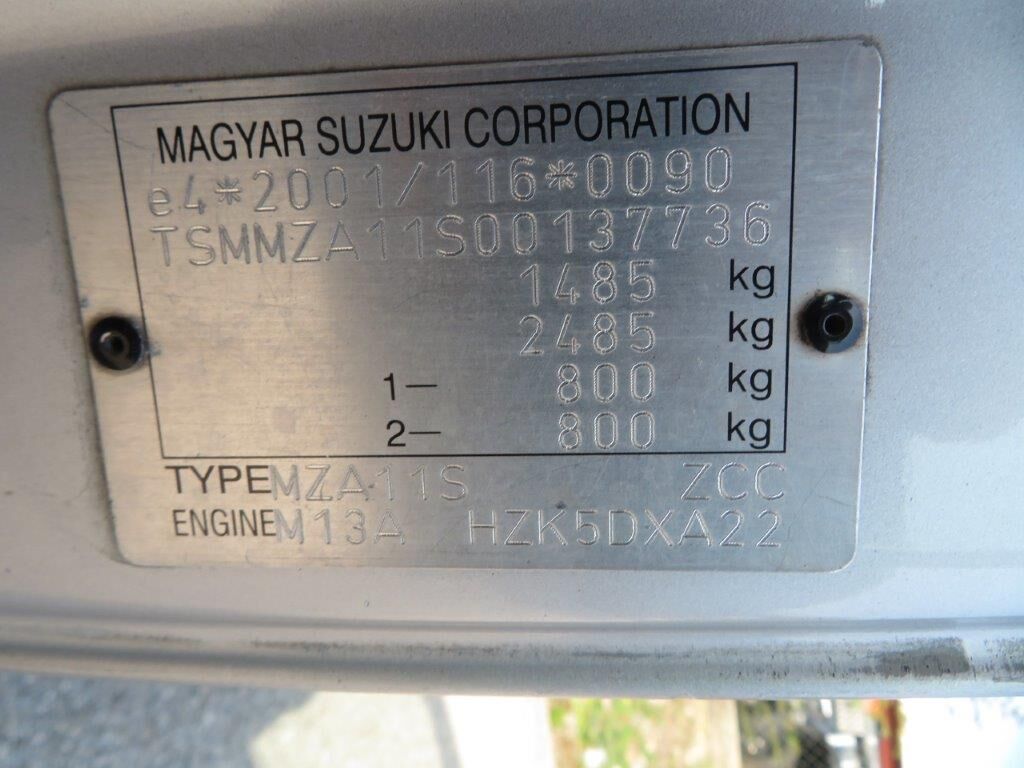 MAGYAR SUZUKI CORPORATION
e4*2001/116*0090
TSMMZA11S00137736
1485 kg
2485 kg
1– 800 kg
2– 800 kg
TYPE MZA11S ZCC
ENGINE M13A HZK5DXA22